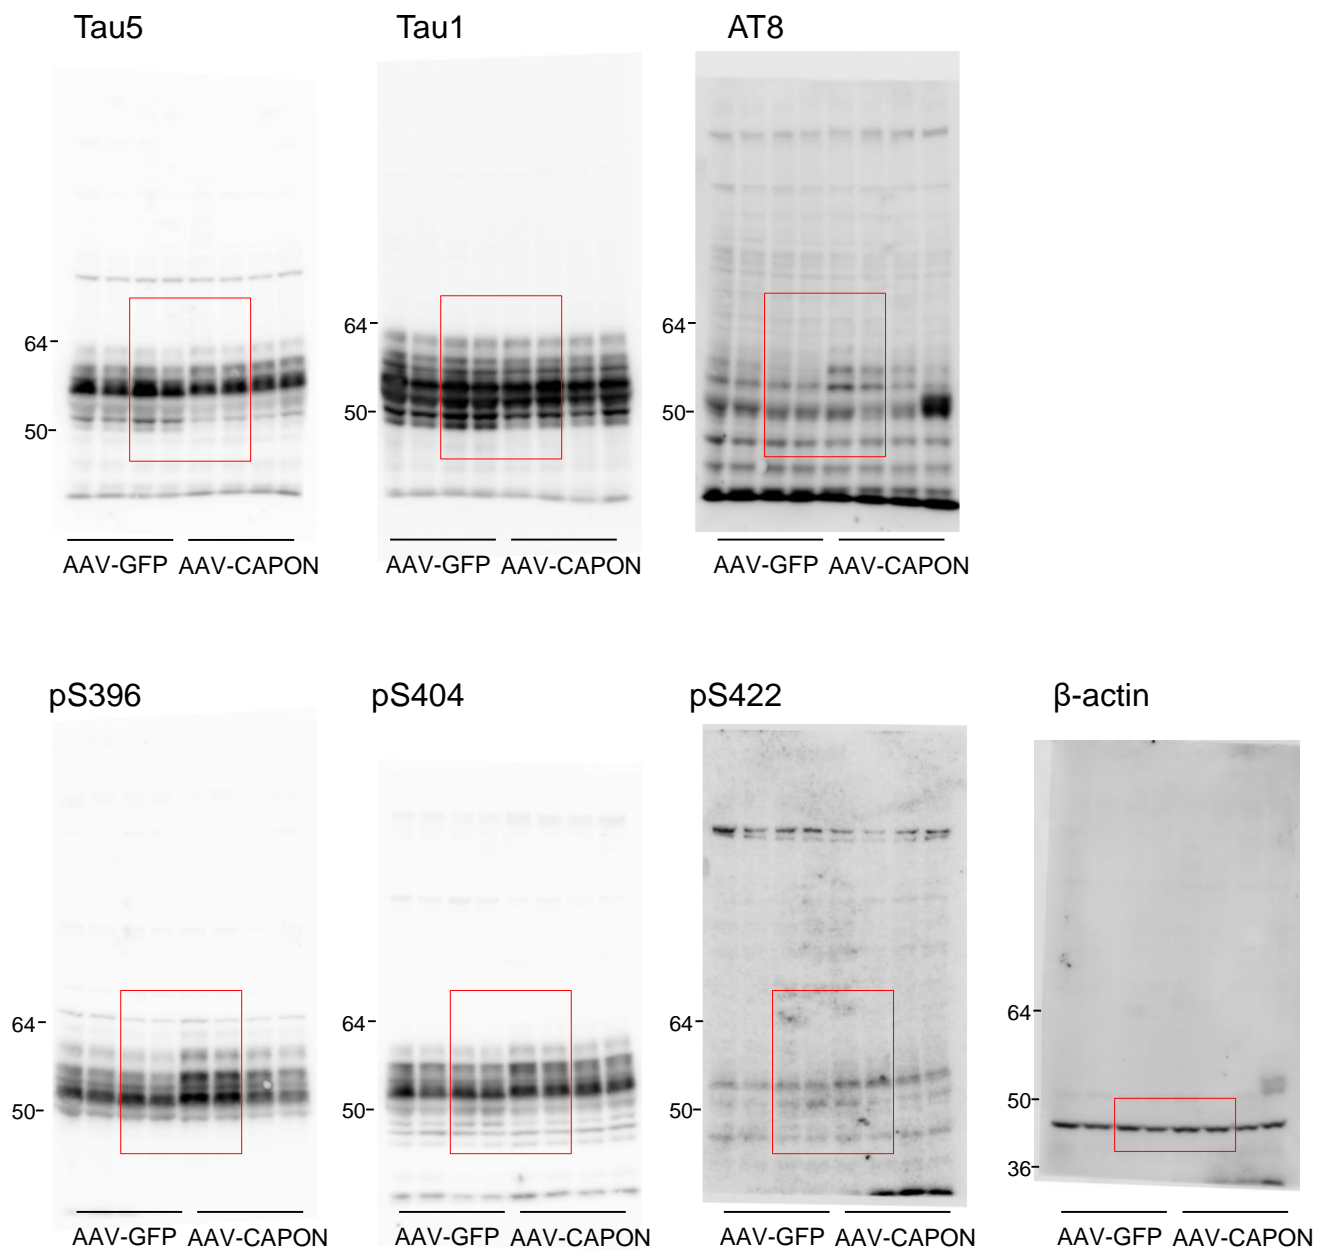 Tau5 Tau1 AT8
64- 64- 64-
50- 50- 50-
AAV-GFP AAV-CAPON AAV-GFP AAV-CAPON AAV-GFP AAV-CAPON
pS396 pS404 pS422 β-actin
64- 64- 64- 64-
50- 50- 50- 50-
36-
AAV-GFP AAV-CAPON AAV-GFP AAV-CAPON AAV-GFP AAV-CAPON AAV-GFP AAV-CAPON